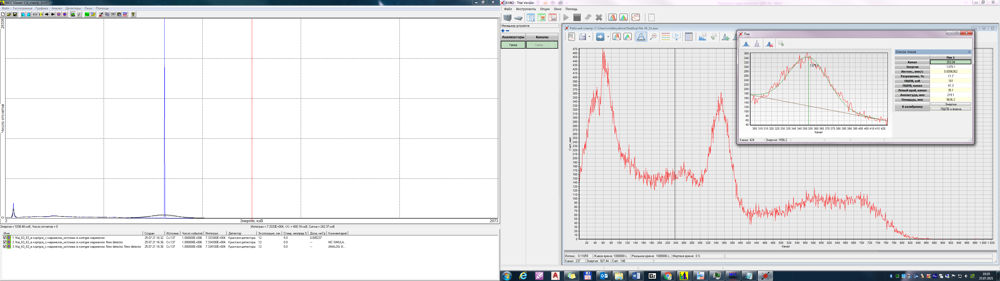 MCC Viewer: CsI_спектр_3л.HST
Файл Гистограмма Графика Анализ Детекторы Окно Помощь
26336
Число отсчетов
0
2 Энергия, кэВ 2073
Энергия = 1038.48 кэВ, Число отсчетов = 0
Интеграл = 7.3333E+004, <X> = 400.18 кэВ, Сигма = 242.37 кэВ
Имя Создан Источник Число событий Интеграл Детектор Экспозиция, сек Станд. неопред.% Доза, мкГр Комментарий
1. Nai_63_63_в корпусе_с маринелли_источник в контуре маринелли 25.07.21 16:32 Cs-137 1.000000E+006 7.333300E+004 Кристалл детектора 12 5.0 0.005237
2. Nai_63_63_в корпусе_с маринелли_источник в контуре маринелли: New detector 25.07.21 16:36 Cs-137 1.000000E+006 7.334300E+004 Кристалл детектора 12 0.0 --- MC SIMULA...
3. Nai_63_63_в корпусе_с маринелли_источник в контуре маринелли: New detector: New detector 25.07.21 16:36 Cs-137 1.000000E+006 7.334100E+004 Кристалл детектора 12 0.0 --- ANALOG SI...
ASW2 - Trial Version
Файл Инструменты Опции Окно Помощь
Менеджер устройств
Анализаторы Каналы
Гамма Гамма
Рабочий спектр: C:\Users\mdderyabina\Desktop\Na-24_3л.asw
470
460
450
440
430
420
410
400
390
380
370
360
350
340
330
320
310
300
290
280
270
260
250
240
230
220
210
200
190
180
170
160
150
140
130
120
110
100
90
80
70
60
50
40
30
20
10
0
Счет, имп
20 40 60 80 100 120 140 160 180 200 220 240 260 280 300 320 340 360 380 400 420 440 460 480 500 520 540 560 580 600 620 640 660 680 700 720 740 760 780 800 820 840 860 880 900 920 940 960 980 1 000 1 020
Канал
Интенс.: 0.11659 Живое время: 1000000 с. Реальное время: 1000000 с. Мертвое время: 0 %
Канал: 237 Энергия: 927.44 Счет: 148
Пик
360
340
320
300
280
260
240
220
200
180
160
140
120
100
80
60
40
1379.1
305 310 315 320 325 330 335 340 345 350 355 360 365 370 375 380 385 390 395 400 405 410 415 420
Канал
Канал: 424 Энергия: 1656.2
Список пиков
Пик 1
Канал 353.04
Энергия 1379.1
Интенс., имп/с 0.0096362
Разрешение, % 11.7
ПШПВ, кэВ 161
ПШПВ, канал 41.3
Левый край, канал 35.1
Амплитуда, имп 219.1
Площадь, имп 9636.2
В калибровку Энергия
ПШПВ и форма
MCC
DEMO
Ru
19:19
25.07.2021